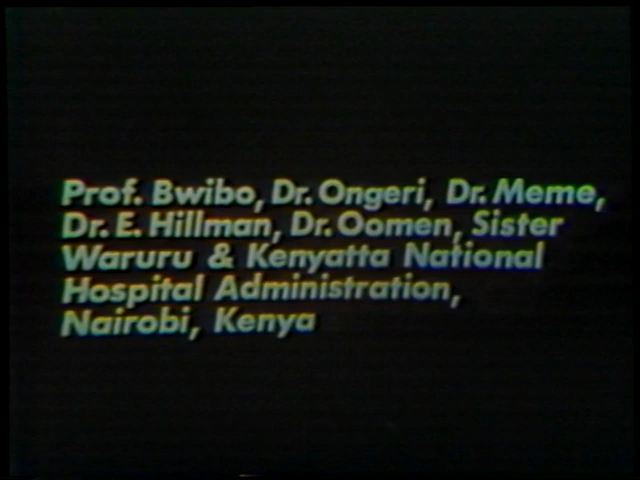 Prof. Bwibo, Dr. Ongeri, Dr. Meme,
Dr. E. Hillman, Dr. Oomen, Sister
Waruru & Kenyatta National
Hospital Administration,
Nairobi, Kenya